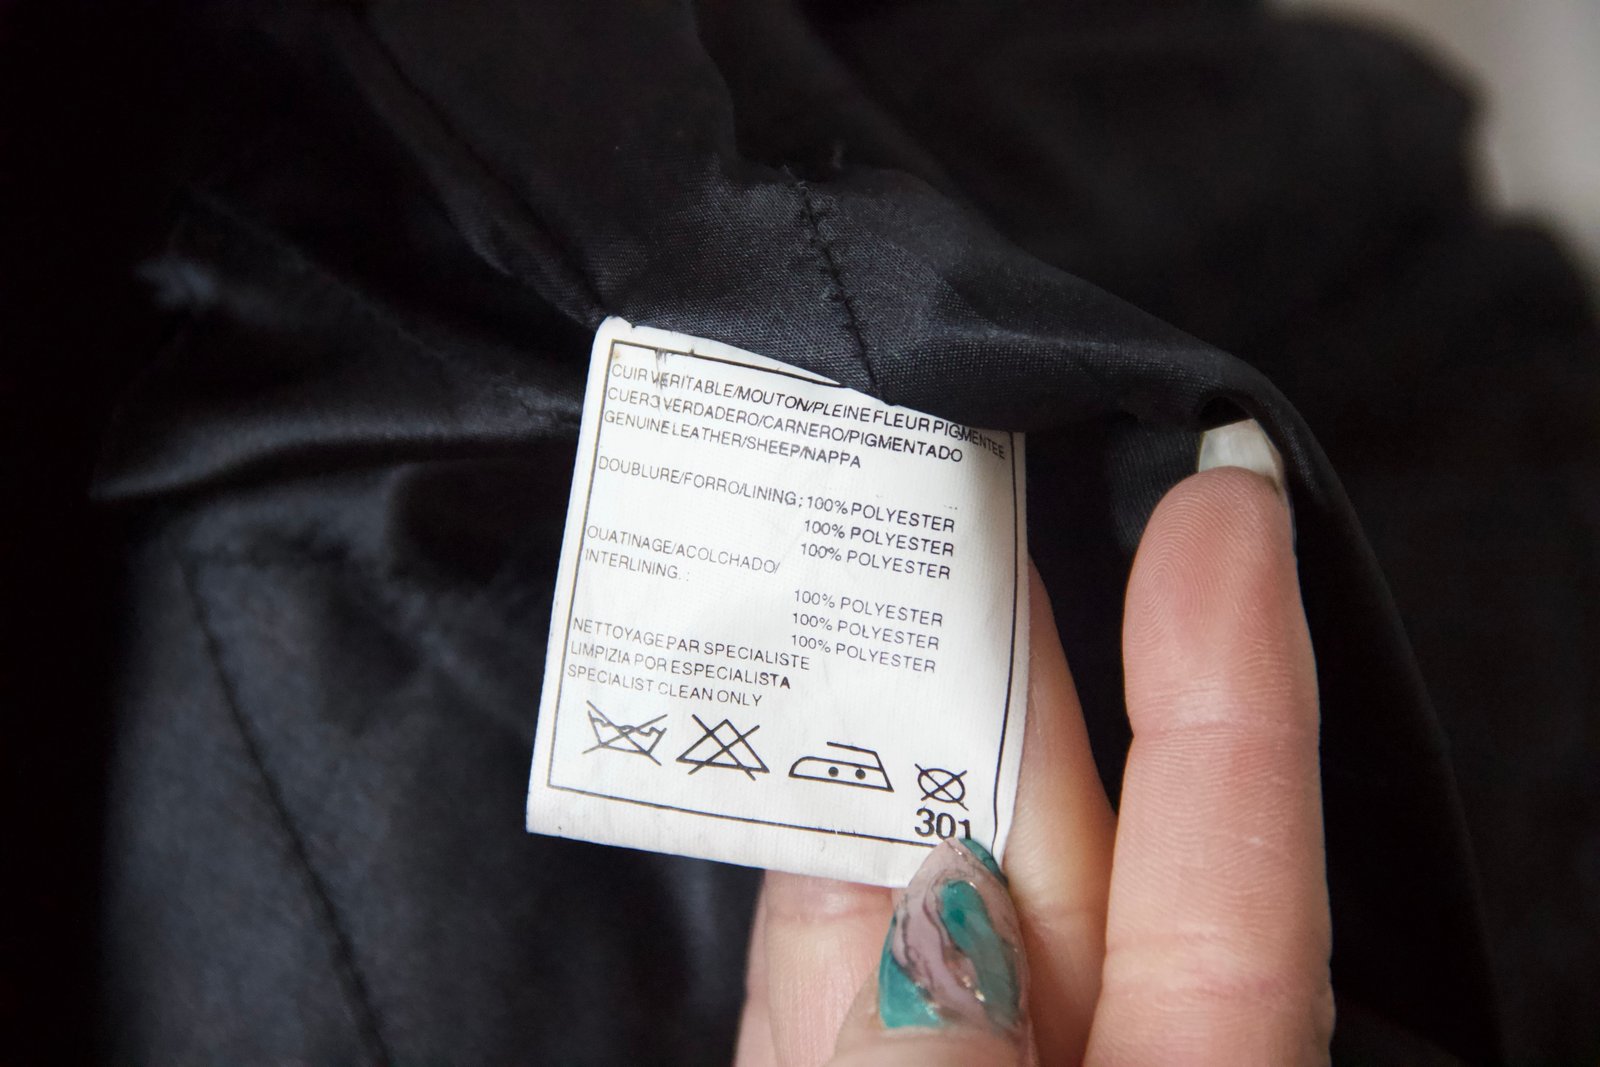 CUIR VERITABLE/MOUTON/PLEINE FLEUR PIGMENTEE
CUERO VERDADERO/CARNERO/PIGMENTADO
GENUINE LEATHER/SHEEP/NAPPA
DOUBLURE/FORRO/LINING: 100% POLYESTER
100% POLYESTER
100% POLYESTER
OUATINAGE/ACOLCHADO/
INTERLINING. :
100% POLYESTER
100% POLYESTER
100% POLYESTER
NETTOYAGE PAR SPECIALISTE
LIMPIZIA POR ESPECIALISTA
SPECIALIST CLEAN ONLY
301